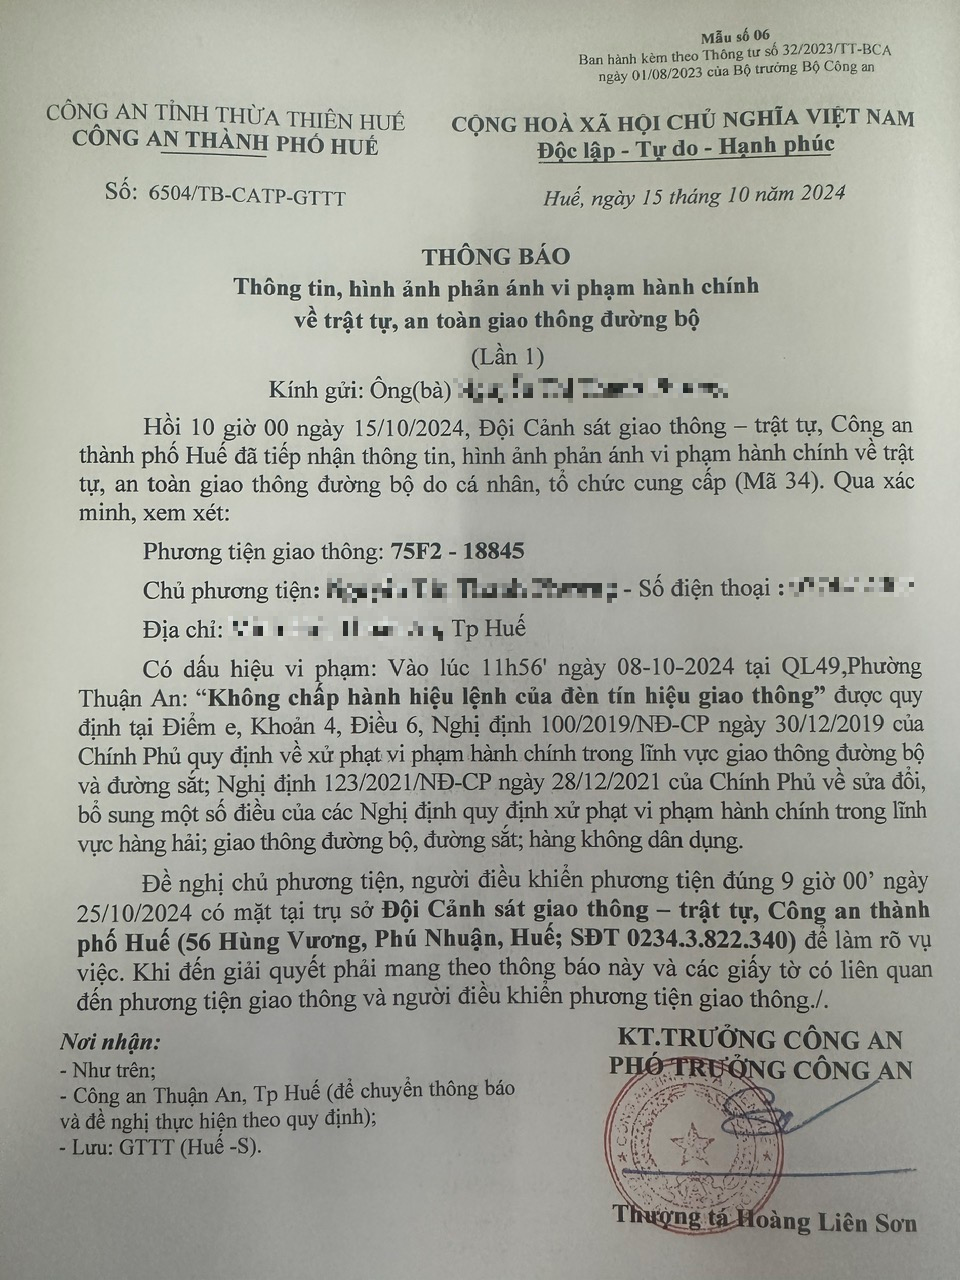 Mẫu số 06
Ban hành kèm theo Thông tư số 32/2023/TT-BCA
ngày 01/08/2023 của Bộ trưởng Bộ Công an
CÔNG AN TỈNH THỪA THIÊN HUẾ
CÔNG AN THÀNH PHỐ HUẾ
CỘNG HOÀ XÃ HỘI CHỦ NGHĨA VIỆT NAM
Độc lập - Tự do - Hạnh phúc
Số: 6504/TB-CATP-GTTT
Huế, ngày 15 tháng 10 năm 2024
THÔNG BÁO
Thông tin, hình ảnh phản ánh vi phạm hành chính
về trật tự, an toàn giao thông đường bộ
(Lần 1)
Kính gửi: Ông(bà)
Hồi 10 giờ 00 ngày 15/10/2024, Đội Cảnh sát giao thông – trật tự, Công an
thành phố Huế đã tiếp nhận thông tin, hình ảnh phản ánh vi phạm hành chính về trật
tự, an toàn giao thông đường bộ do cá nhân, tổ chức cung cấp (Mã 34). Qua xác
minh, xem xét:
Phương tiện giao thông: 75F2 - 18845
Chủ phương tiện: - Số điện thoại :
Địa chỉ: , Tp Huế
Có dấu hiệu vi phạm: Vào lúc 11h56' ngày 08-10-2024 tại QL49,Phường
Thuận An: “Không chấp hành hiệu lệnh của đèn tín hiệu giao thông” được quy
định tại Điểm e, Khoản 4, Điều 6, Nghị định 100/2019/NĐ-CP ngày 30/12/2019 của
Chính Phủ quy định về xử phạt vi phạm hành chính trong lĩnh vực giao thông đường bộ
và đường sắt; Nghị định 123/2021/NĐ-CP ngày 28/12/2021 của Chính Phủ về sửa đổi,
bổ sung một số điều của các Nghị định quy định xử phạt vi phạm hành chính trong lĩnh
vực hàng hải; giao thông đường bộ, đường sắt; hàng không dân dụng.
Đề nghị chủ phương tiện, người điều khiển phương tiện đúng 9 giờ 00’ ngày
25/10/2024 có mặt tại trụ sở Đội Cảnh sát giao thông – trật tự, Công an thành
phố Huế (56 Hùng Vương, Phú Nhuận, Huế; SĐT 0234.3.822.340) để làm rõ vụ
việc. Khi đến giải quyết phải mang theo thông báo này và các giấy tờ có liên quan
đến phương tiện giao thông và người điều khiển phương tiện giao thông./.
Nơi nhận:
- Như trên;
- Công an Thuận An, Tp Huế (để chuyển thông báo
và đề nghị thực hiện theo quy định);
- Lưu: GTTT (Huế -S).
KT.TRƯỞNG CÔNG AN
PHÓ TRƯỞNG CÔNG AN
Thượng tá Hoàng Liên Sơn